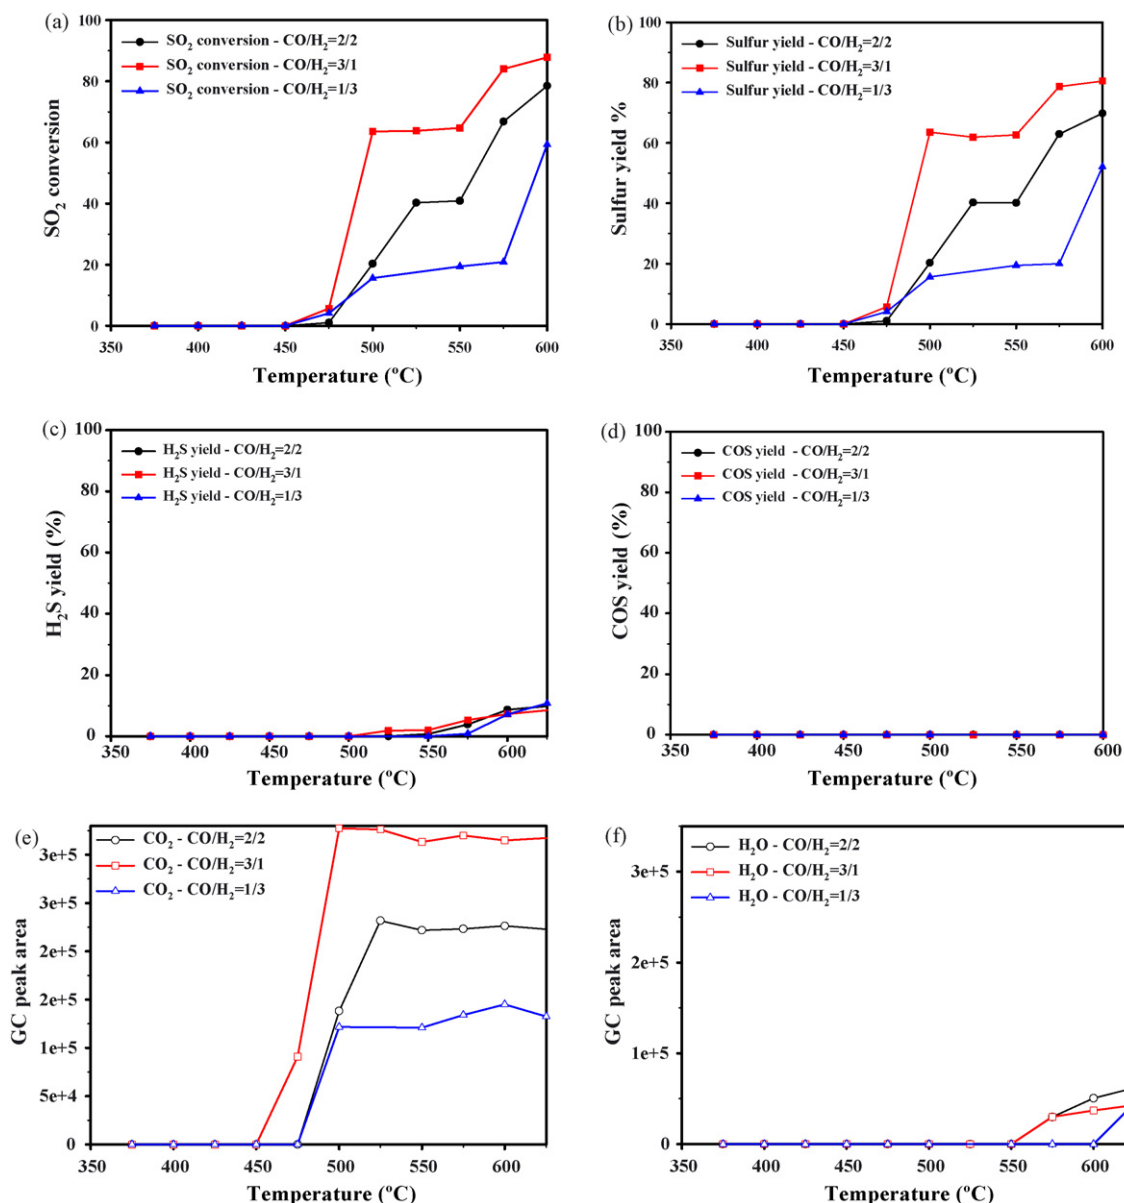 (a)
SO₂ conversion - CO/H₂=2/2
SO₂ conversion - CO/H₂=3/1
SO₂ conversion - CO/H₂=1/3
SO₂ conversion
100
80
60
40
20
0
350 400 450 500 550 600
Temperature (ºC)
(b)
Sulfur yield - CO/H₂=2/2
Sulfur yield - CO/H₂=3/1
Sulfur yield - CO/H₂=1/3
Sulfur yield %
100
80
60
40
20
0
350 400 450 500 550 600
Temperature (ºC)
(c)
H₂S yield - CO/H₂=2/2
H₂S yield - CO/H₂=3/1
H₂S yield - CO/H₂=1/3
H₂S yield (%)
100
80
60
40
20
0
350 400 450 500 550 600
Temperature (ºC)
(d)
COS yield - CO/H₂=2/2
COS yield - CO/H₂=3/1
COS yield - CO/H₂=1/3
COS yield (%)
100
80
60
40
20
0
350 400 450 500 550 600
Temperature (ºC)
(e)
CO₂ - CO/H₂=2/2
CO₂ - CO/H₂=3/1
CO₂ - CO/H₂=1/3
GC peak area
3e+5
3e+5
2e+5
2e+5
1e+5
5e+4
0
350 400 450 500 550 600
Temperature (ºC)
(f)
H₂O - CO/H₂=2/2
H₂O - CO/H₂=3/1
H₂O - CO/H₂=1/3
GC peak area
3e+5
2e+5
1e+5
0
350 400 450 500 550 600
Temperature (ºC)